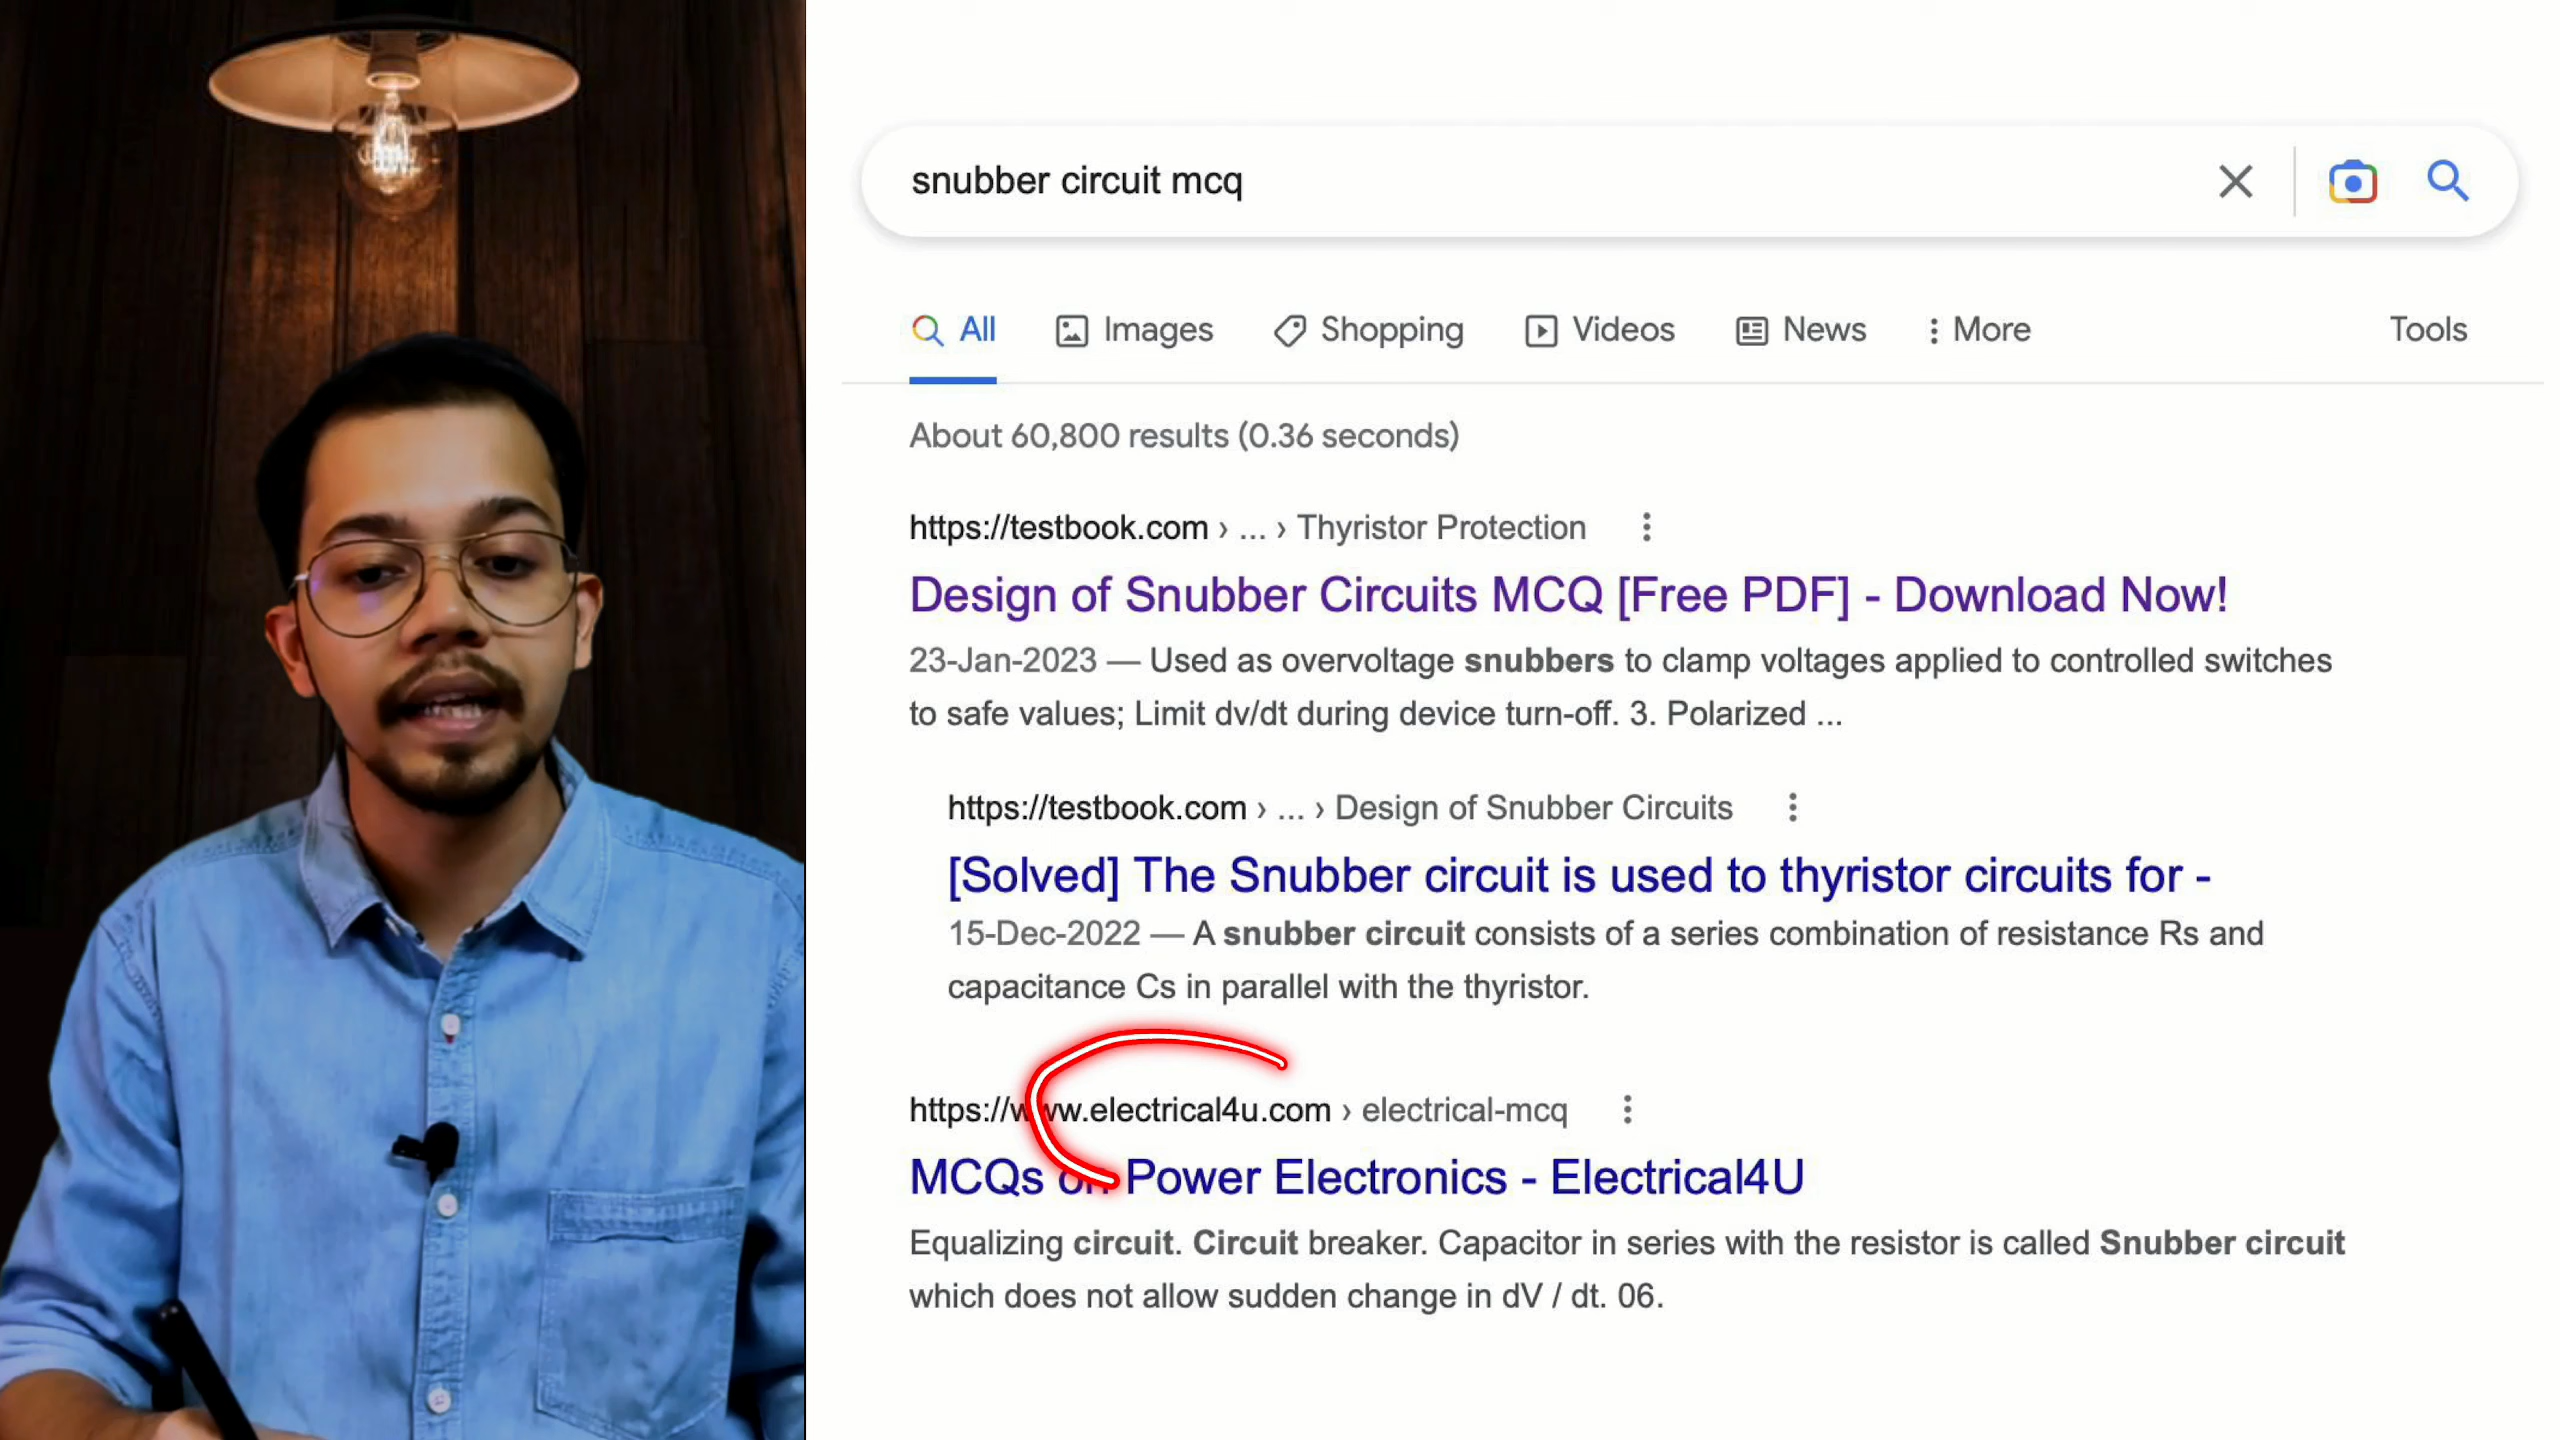 snubber circuit mcq
All Images Shopping Videos News More Tools
About 60,800 results (0.36 seconds)
https://testbook.com › ... › Thyristor Protection
Design of Snubber Circuits MCQ [Free PDF] - Download Now!
23-Jan-2023 — Used as overvoltage snubbers to clamp voltages applied to controlled switches
to safe values; Limit dv/dt during device turn-off. 3. Polarized ...
https://testbook.com › ... › Design of Snubber Circuits
[Solved] The Snubber circuit is used to thyristor circuits for -
15-Dec-2022 — A snubber circuit consists of a series combination of resistance Rs and
capacitance Cs in parallel with the thyristor.
https://www.electrical4u.com › electrical-mcq
MCQs on Power Electronics - Electrical4U
Equalizing circuit. Circuit breaker. Capacitor in series with the resistor is called Snubber circuit
which does not allow sudden change in dV / dt. 06.